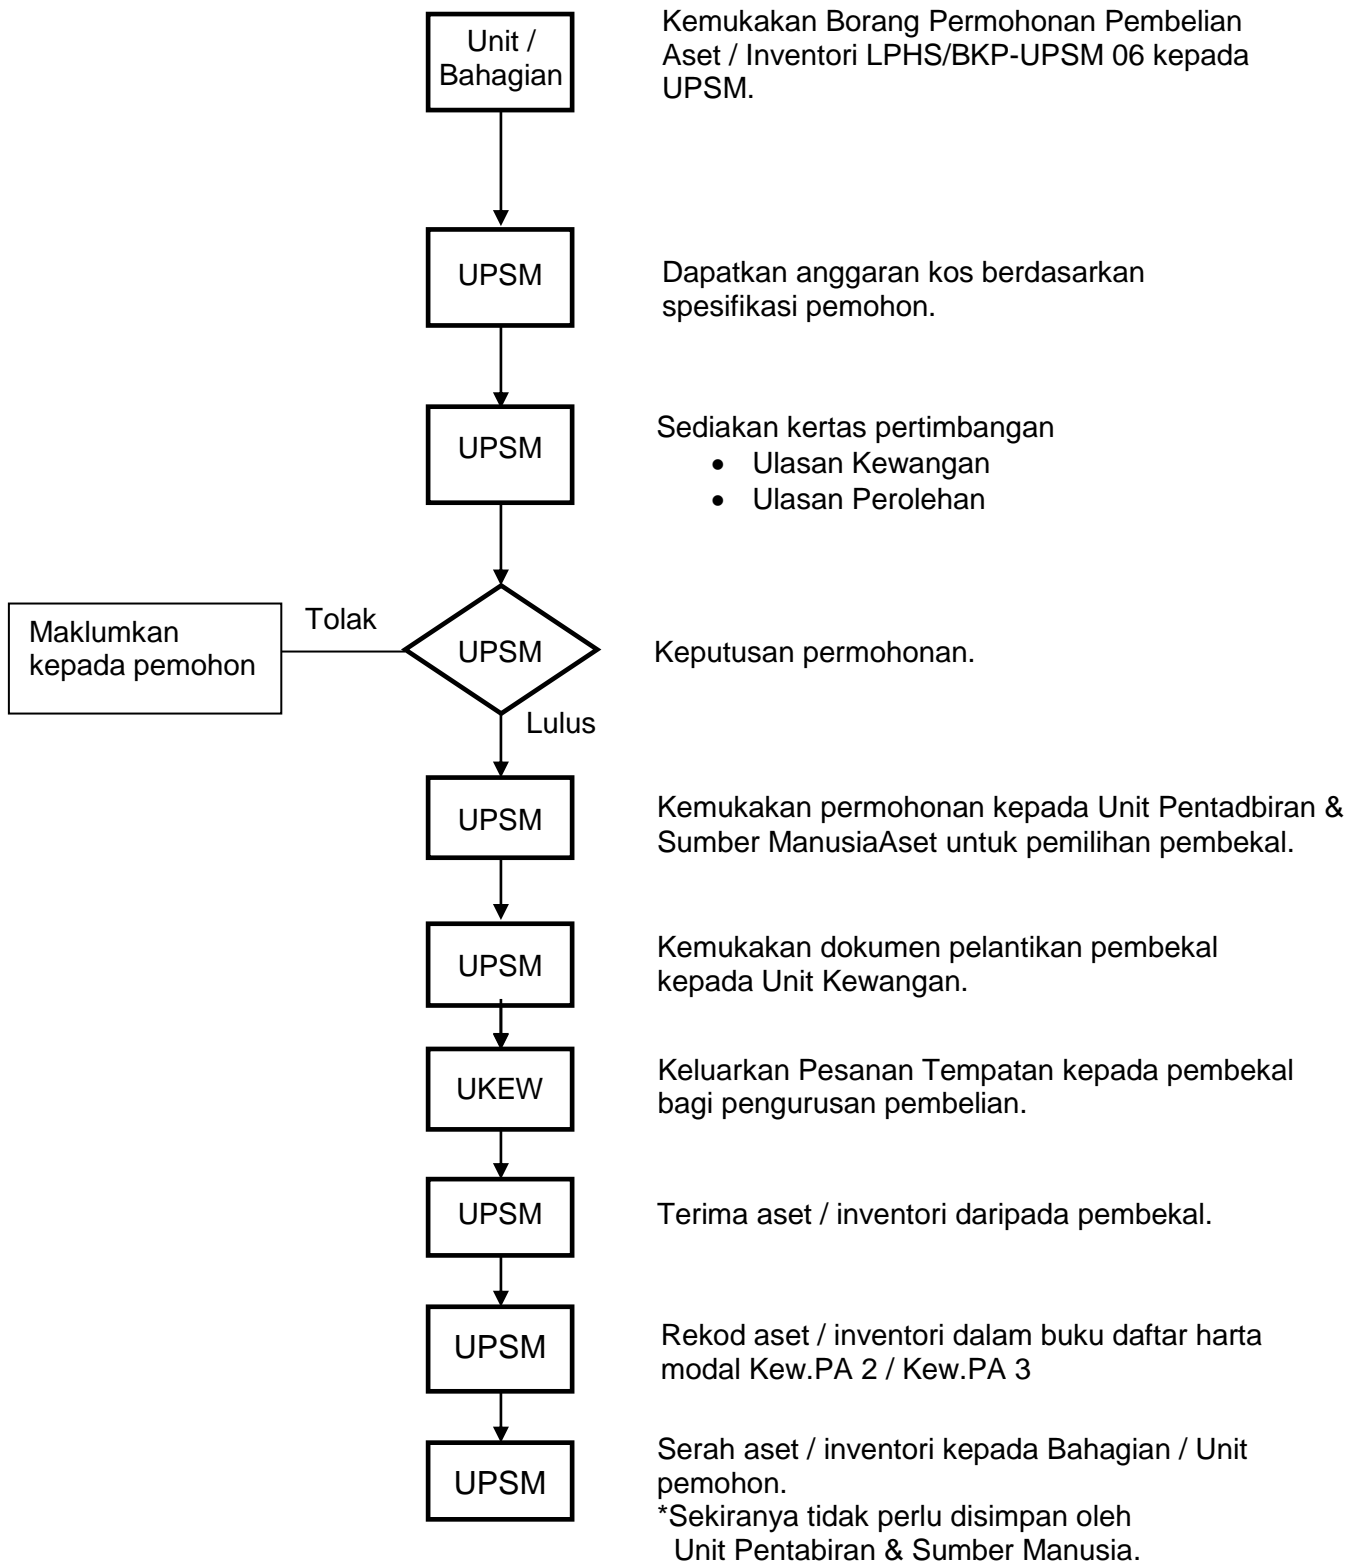 Unit /
Bahagian
Kemukakan Borang Permohonan Pembelian
Aset / Inventori LPHS/BKP-UPSM 06 kepada
UPSM.
UPSM
Dapatkan anggaran kos berdasarkan
spesifikasi pemohon.
UPSM
Sediakan kertas pertimbangan
• Ulasan Kewangan
• Ulasan Perolehan
Maklumkan
kepada pemohon
Tolak
UPSM
Keputusan permohonan.
Lulus
UPSM
Kemukakan permohonan kepada Unit Pentadbiran &
Sumber ManusiaAset untuk pemilihan pembekal.
UPSM
Kemukakan dokumen pelantikan pembekal
kepada Unit Kewangan.
UKEW
Keluarkan Pesanan Tempatan kepada pembekal
bagi pengurusan pembelian.
UPSM
Terima aset / inventori daripada pembekal.
UPSM
Rekod aset / inventori dalam buku daftar harta
modal Kew.PA 2 / Kew.PA 3
UPSM
Serah aset / inventori kepada Bahagian / Unit
pemohon.
*Sekiranya tidak perlu disimpan oleh
Unit Pentabiran & Sumber Manusia.